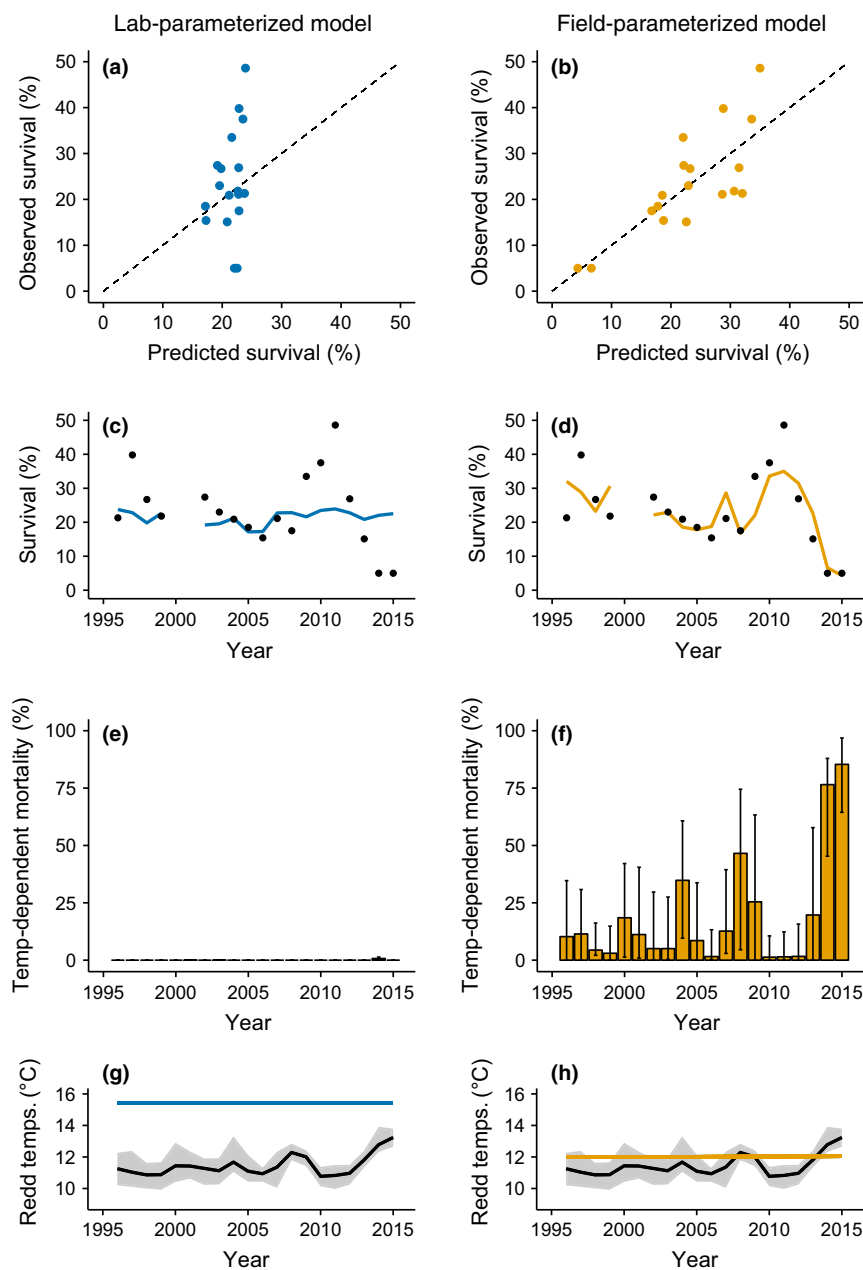 Lab-parameterized model
Field-parameterized model
(a)
Observed survival (%)
50
40
30
20
10
0
0 10 20 30 40 50
Predicted survival (%)
(b)
Observed survival (%)
50
40
30
20
10
0
0 10 20 30 40 50
Predicted survival (%)
(c)
Survival (%)
50
40
30
20
10
0
1995 2000 2005 2010 2015
Year
(d)
Survival (%)
50
40
30
20
10
0
1995 2000 2005 2010 2015
Year
(e)
Temp-dependent mortality (%)
100
75
50
25
0
1995 2000 2005 2010 2015
Year
(f)
Temp-dependent mortality (%)
100
75
50
25
0
1995 2000 2005 2010 2015
Year
(g)
Redd temps. (°C)
16
14
12
10
1995 2000 2005 2010 2015
Year
(h)
Redd temps. (°C)
16
14
12
10
1995 2000 2005 2010 2015
Year